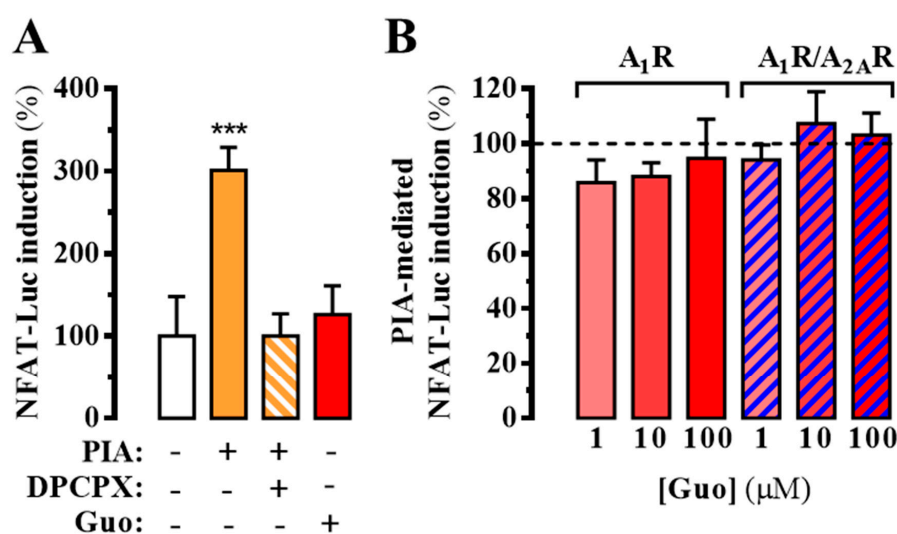 A
NFAT-Luc induction (%)
400
300
200
100
0
***
PIA: - + + -
DPCPX: - - + -
Guo: - - - +
B
PIA-mediated
NFAT-Luc induction (%)
A1R A1R/A2AR
120
100
80
60
40
20
0
1 10 100 1 10 100
[Guo] (µM)